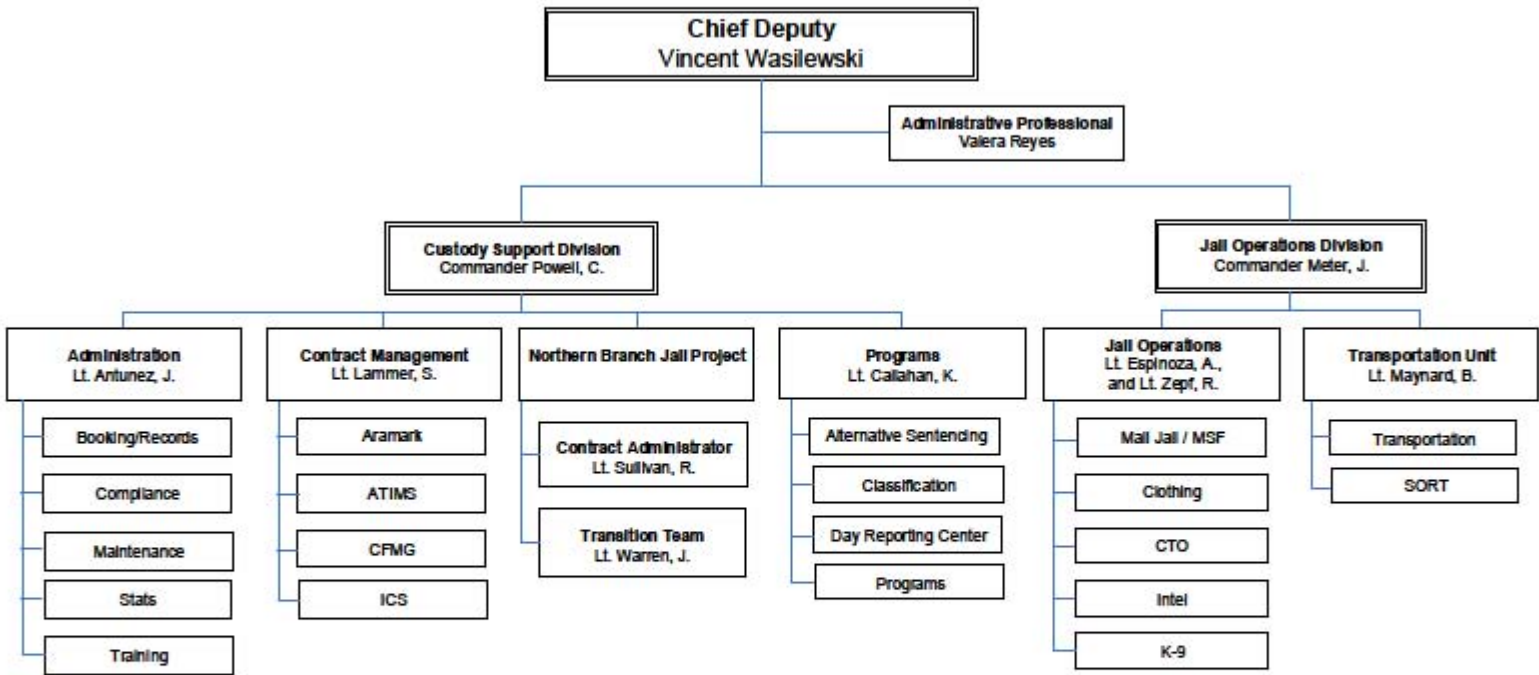 Chief Deputy
Vincent Wasilewski
Administrative Professional
Valera Reyes
Custody Support Division
Commander Powell, C.
Jail Operations Division
Commander Meter, J.
Administration
Lt. Antunez, J.
Booking/Records
Compliance
Maintenance
Stats
Training
Contract Management
Lt. Lammer, S.
Aramark
ATIMS
CFMG
ICS
Northern Branch Jail Project
Contract Administrator
Lt. Sullivan, R.
Transition Team
Lt. Warren, J.
Programs
Lt. Callahan, K.
Alternative Sentencing
Classification
Day Reporting Center
Programs
Jail Operations
Lt. Espinoza, A.,
and Lt. Zepf, R.
Mail Jail / MSF
Clothing
CTO
Intel
K-9
Transportation Unit
Lt. Maynard, B.
Transportation
SORT